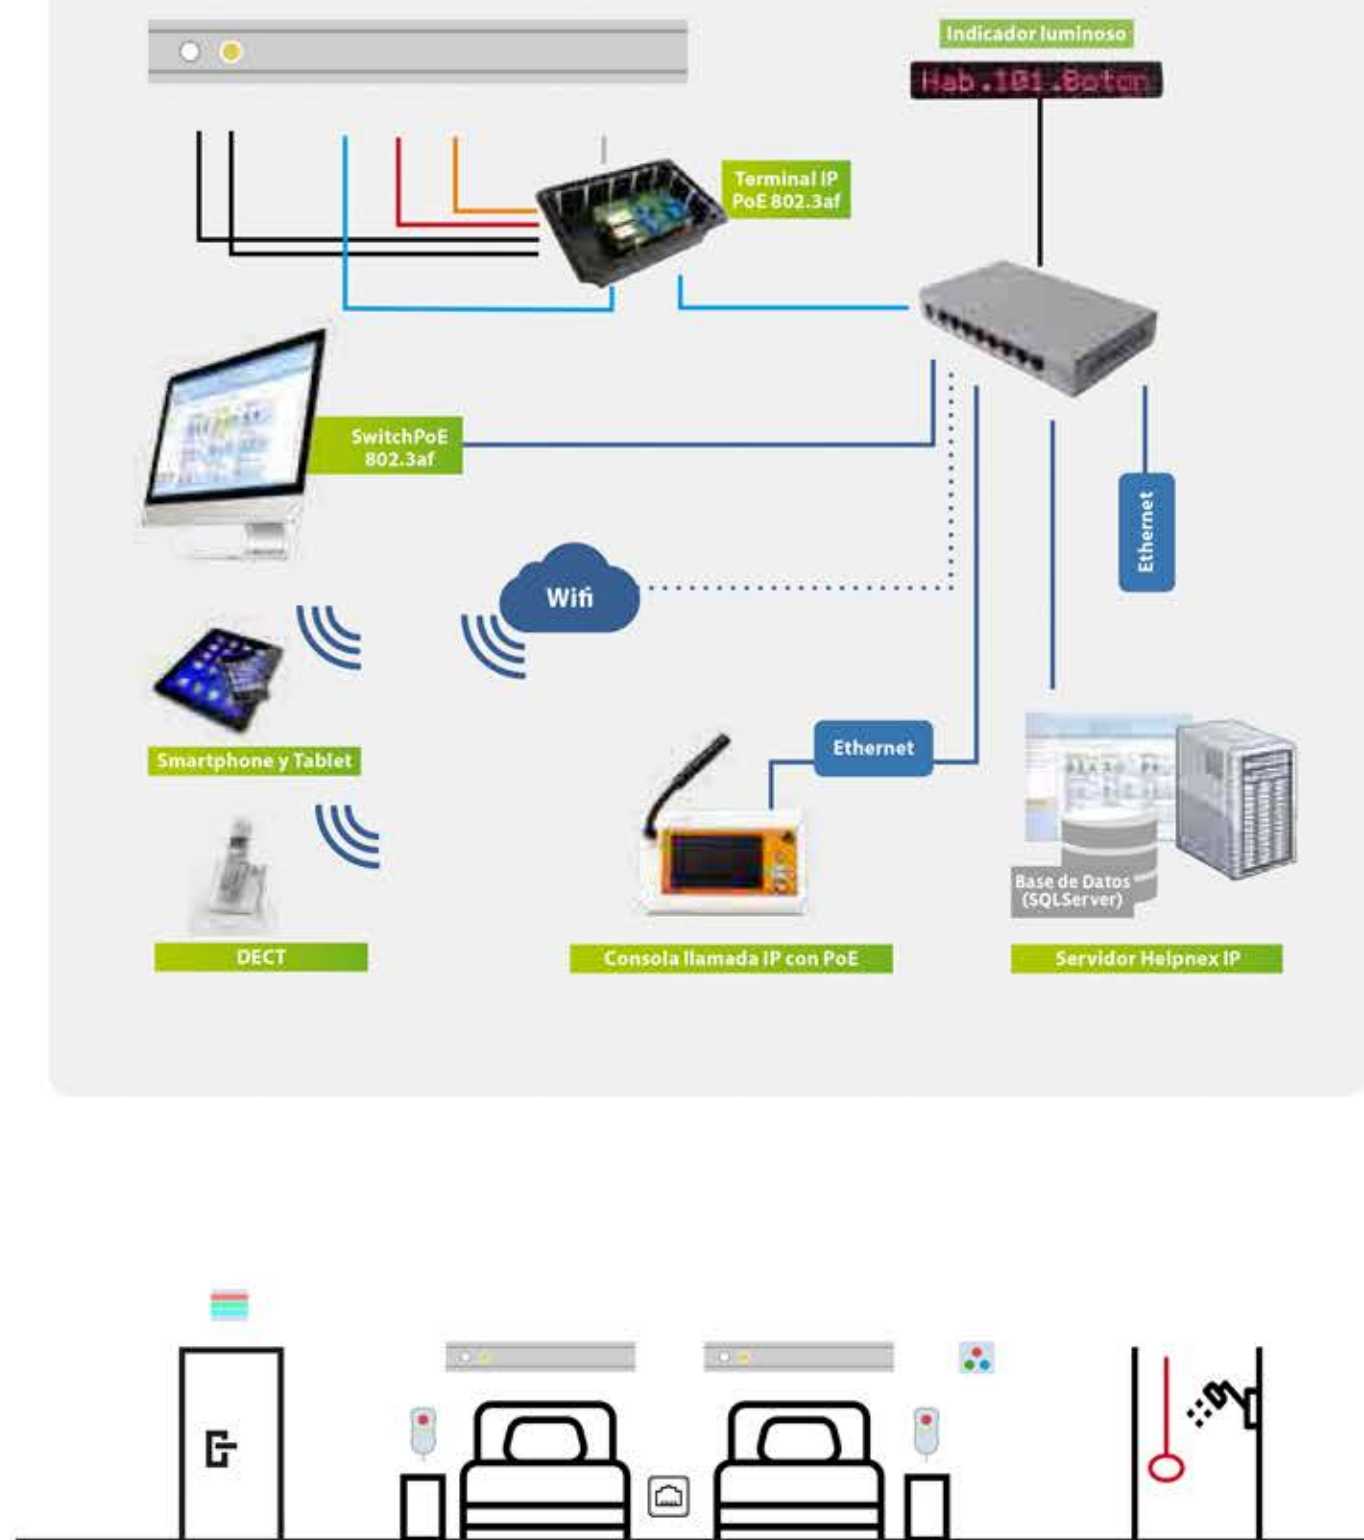 Indicador luminoso
Hab.101.Boton
Terminal IP
PoE 802.3af
SwitchPoE
802.3af
Ethernet
Wifi
Smartphone y Tablet
Ethernet
Base de Datos
(SQLServer)
DECT
Consola llamada IP con PoE
Servidor Helpnex IP